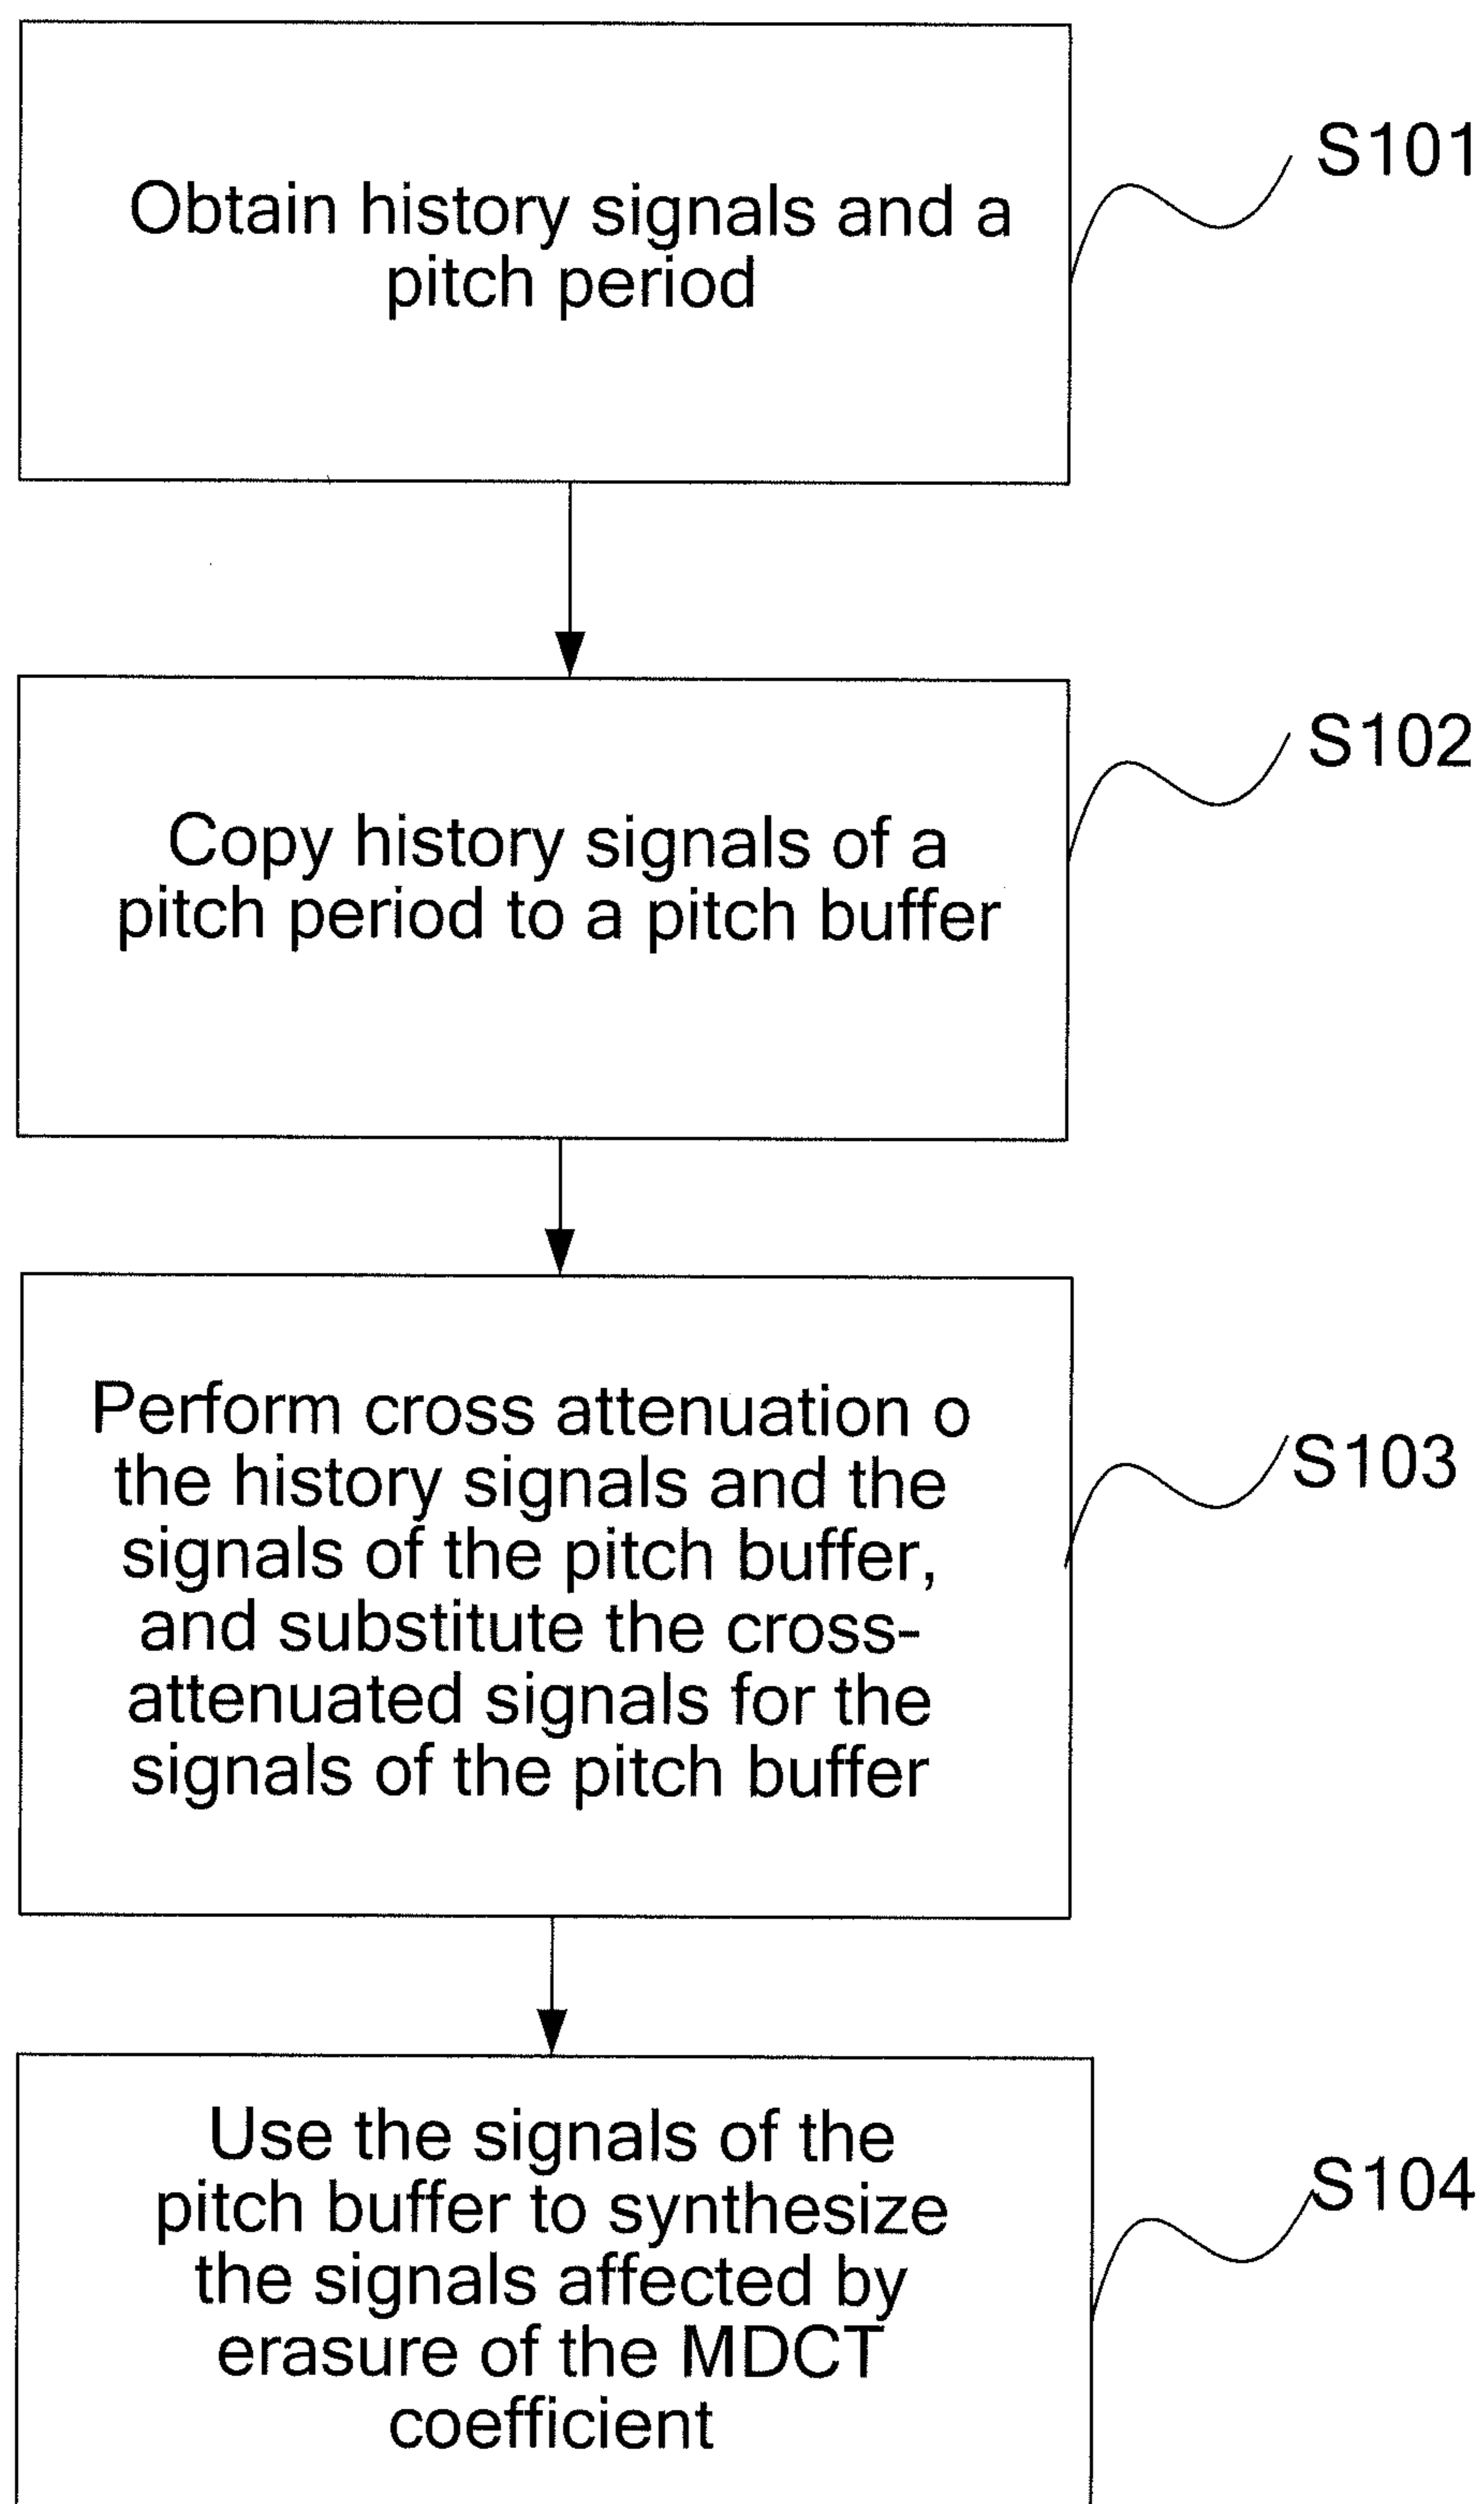 Obtain history signals and a
pitch period
S101
Copy history signals of a
pitch period to a pitch buffer
S102
Perform cross attenuation o
the history signals and the
signals of the pitch buffer,
and substitute the cross-
attenuated signals for the
signals of the pitch buffer
S103
Use the signals of the
pitch buffer to synthesize
the signals affected by
erasure of the MDCT
coefficient
S104